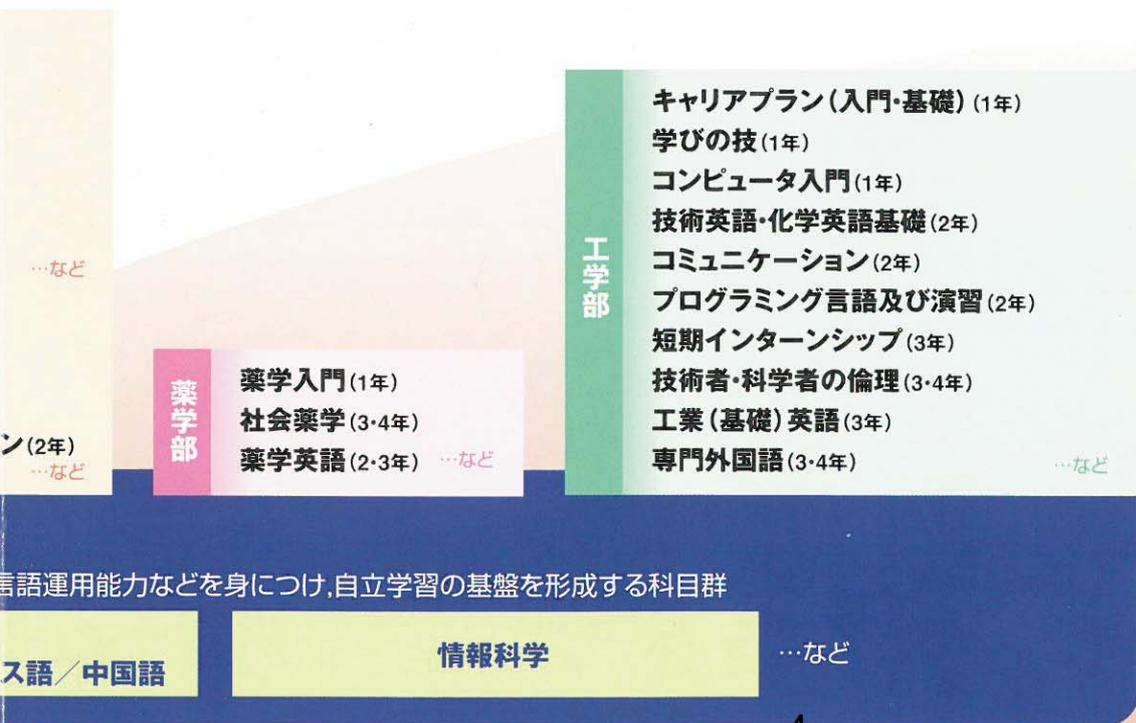 …など
ン(2年)
…など
薬学部
薬学入門(1年)
社会薬学(3・4年)
薬学英語(2・3年) …など
工学部
キャリアプラン(入門・基礎)(1年)
学びの技(1年)
コンピュータ入門(1年)
技術英語・化学英語基礎(2年)
コミュニケーション(2年)
プログラミング言語及び演習(2年)
短期インターンシップ(3年)
技術者・科学者の倫理(3・4年)
工業(基礎)英語(3年)
専門外国語(3・4年) …など
言語運用能力などを身につけ,自立学習の基盤を形成する科目群
ス語/中国語
情報科学
…など